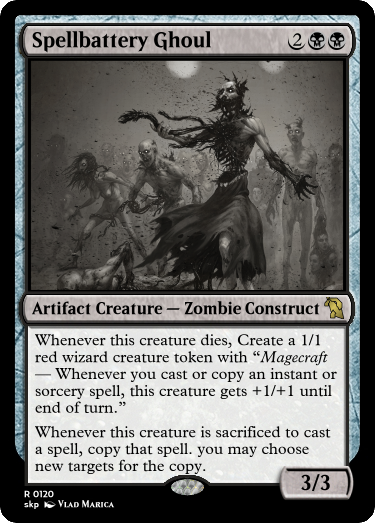 Spellbattery Ghoul 2
Artifact Creature — Zombie Construct
Whenever this creature dies, Create a 1/1
red wizard creature token with “Magecraft
— Whenever you cast or copy an instant or
sorcery spell, this creature gets +1/+1 until
end of turn.”
Whenever this creature is sacrificed to cast
a spell, copy that spell. you may choose
new targets for the copy.
3/3
R 0120
skp VLAD MARICA